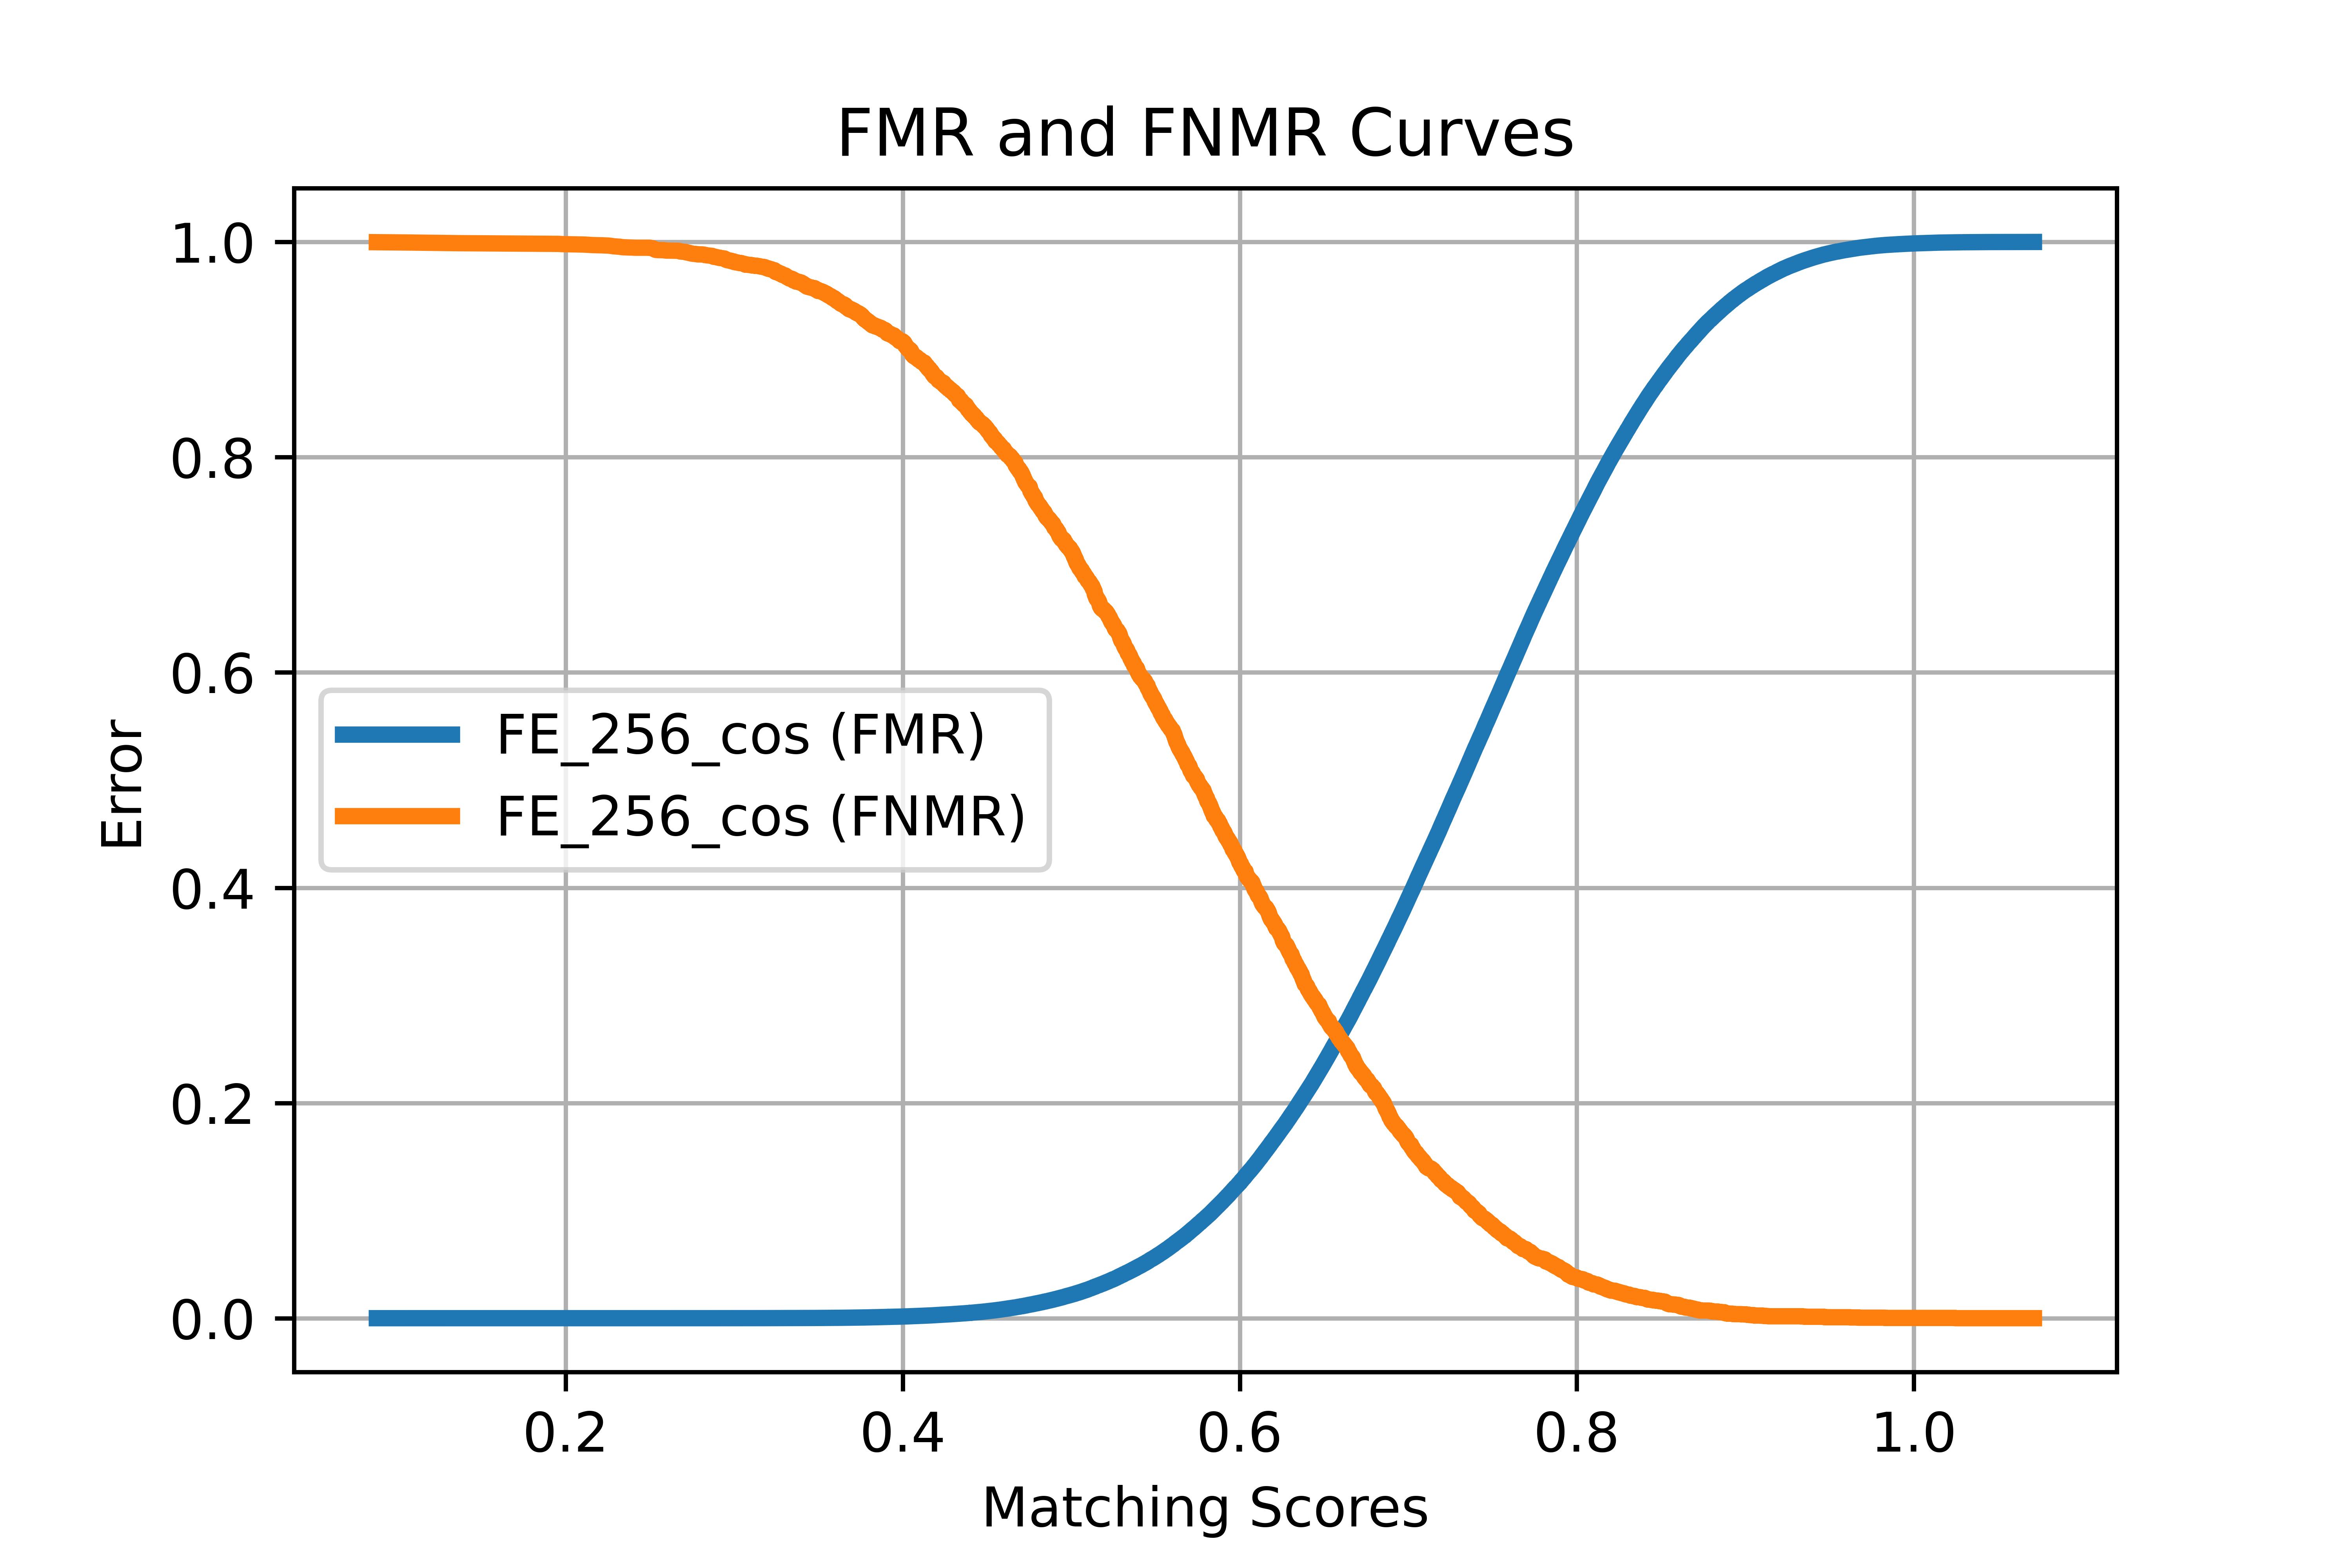 FMR and FNMR Curves
1.0
0.8
0.6
0.4
0.2
0.0
Error
FE_256_cos (FMR)
FE_256_cos (FNMR)
0.2 0.4 0.6 0.8 1.0
Matching Scores